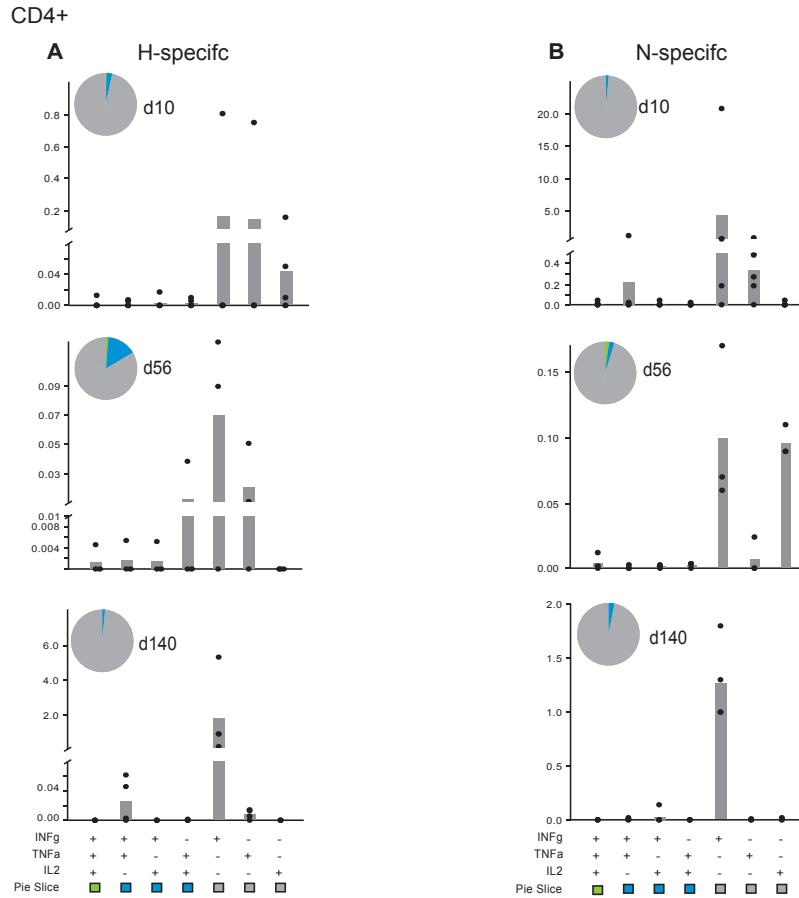 CD4+
A H-specifc
B N-specifc
d10
0.8
0.6
0.4
0.2
0.04
0.00
d10
20.0
15.0
10.0
5.0
0.4
0.2
0.0
d56
0.09
0.05
0.03
0.01
0.008
0.004
d56
0.15
0.10
0.05
0.00
d140
6.0
4.0
2.0
0.04
0.00
d140
2.0
1.5
1.0
0.5
0.0
INFg + + + - + - -
TNFa + + - + - + -
IL2 + - + + - - +
Pie Slice
INFg + + + - + - -
TNFa + + - + - + -
IL2 + - + + - - +
Pie Slice